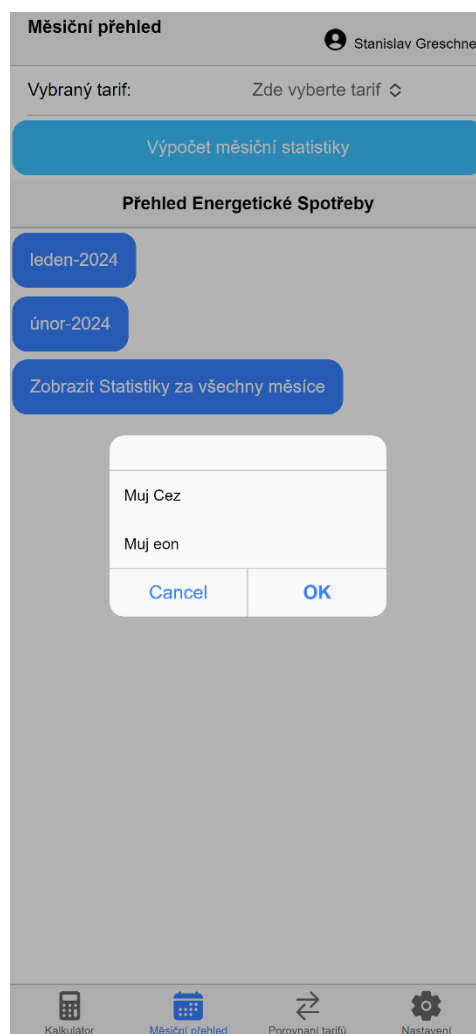 Měsíční přehled
Stanislav Greschne
Vybraný tarif: Zde vyberte tarif
Výpočet měsíční statistiky
Přehled Energetické Spotřeby
leden-2024
únor-2024
Zobrazit Statistiky za všechny měsíce
Muj Cez
Muj eon
Cancel OK
Kalkulátor Měsíční přehled Porovnaní tarifů Nastavení